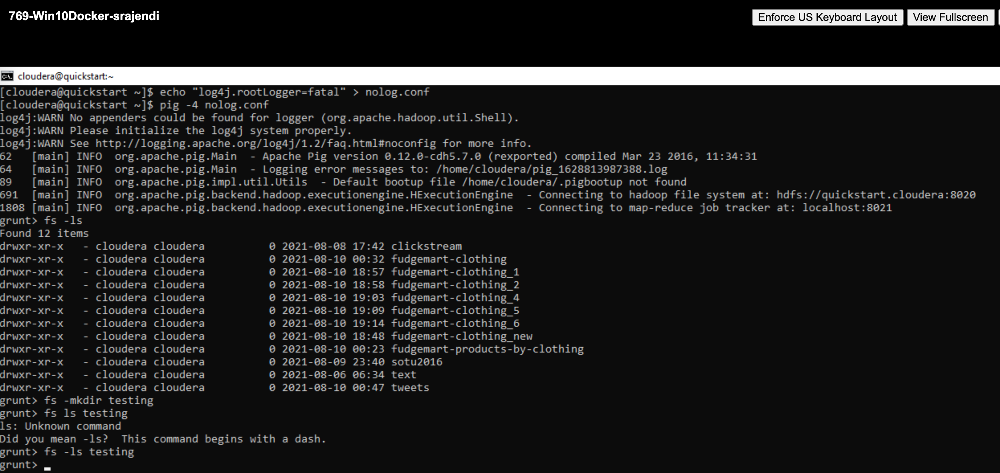 769-Win10Docker-srajendi
Enforce US Keyboard Layout View Fullscreen
cloudera@quickstart:~
[cloudera@quickstart ~]$ echo "log4j.rootLogger=fatal" > nolog.conf
[cloudera@quickstart ~]$ pig -4 nolog.conf
log4j:WARN No appenders could be found for logger (org.apache.hadoop.util.Shell).
log4j:WARN Please initialize the log4j system properly.
log4j:WARN See http://logging.apache.org/log4j/1.2/faq.html#noconfig for more info.
62   [main] INFO  org.apache.pig.Main  - Apache Pig version 0.12.0-cdh5.7.0 (rexported) compiled Mar 23 2016, 11:34:31
64   [main] INFO  org.apache.pig.Main  - Logging error messages to: /home/cloudera/pig_1628813987388.log
89   [main] INFO  org.apache.pig.impl.util.Utils  - Default bootup file /home/cloudera/.pigbootup not found
691  [main] INFO  org.apache.pig.backend.hadoop.executionengine.HExecutionEngine  - Connecting to hadoop file system at: hdfs://quickstart.cloudera:8020
1808 [main] INFO  org.apache.pig.backend.hadoop.executionengine.HExecutionEngine  - Connecting to map-reduce job tracker at: localhost:8021
grunt> fs -ls
Found 12 items
drwxr-xr-x   - cloudera cloudera          0 2021-08-08 17:42 clickstream
drwxr-xr-x   - cloudera cloudera          0 2021-08-10 00:32 fudgemart-clothing
drwxr-xr-x   - cloudera cloudera          0 2021-08-10 18:57 fudgemart-clothing_1
drwxr-xr-x   - cloudera cloudera          0 2021-08-10 18:58 fudgemart-clothing_2
drwxr-xr-x   - cloudera cloudera          0 2021-08-10 19:03 fudgemart-clothing_4
drwxr-xr-x   - cloudera cloudera          0 2021-08-10 19:09 fudgemart-clothing_5
drwxr-xr-x   - cloudera cloudera          0 2021-08-10 19:14 fudgemart-clothing_6
drwxr-xr-x   - cloudera cloudera          0 2021-08-10 18:48 fudgemart-clothing_new
drwxr-xr-x   - cloudera cloudera          0 2021-08-10 00:23 fudgemart-products-by-clothing
drwxr-xr-x   - cloudera cloudera          0 2021-08-09 23:40 sotu2016
drwxr-xr-x   - cloudera cloudera          0 2021-08-06 06:34 text
drwxr-xr-x   - cloudera cloudera          0 2021-08-10 00:47 tweets
grunt> fs -mkdir testing
grunt> fs ls testing
ls: Unknown command
Did you mean -ls?  This command begins with a dash.
grunt> fs -ls testing
grunt>